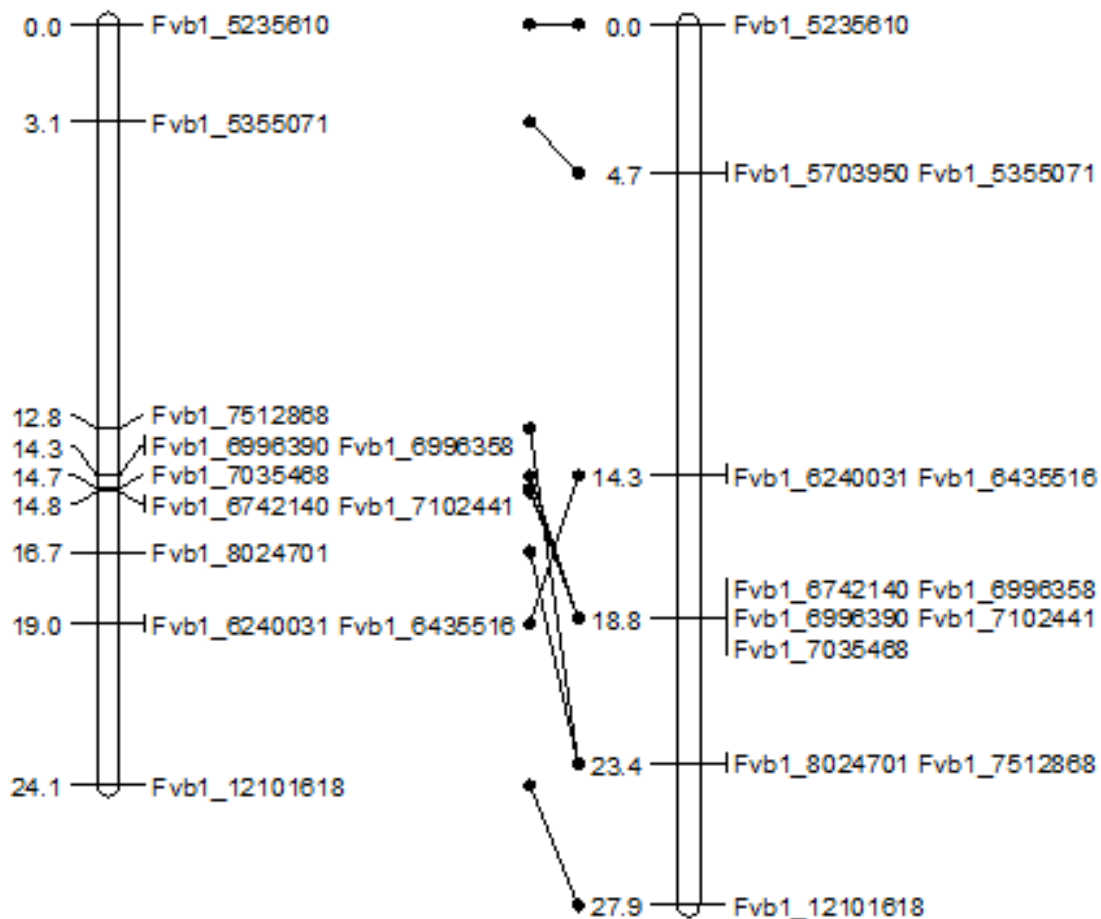 0.0 Fvb1_5235610
3.1 Fvb1_5355071
12.8 Fvb1_7512868
14.3 Fvb1_6996390 Fvb1_6996358
14.7 Fvb1_7035468
14.8 Fvb1_6742140 Fvb1_7102441
16.7 Fvb1_8024701
19.0 Fvb1_6240031 Fvb1_6435516
24.1 Fvb1_12101618
0.0 Fvb1_5235610
4.7 Fvb1_5703950 Fvb1_5355071
14.3 Fvb1_6240031 Fvb1_6435516
Fvb1_6742140 Fvb1_6996358
18.8 Fvb1_6996390 Fvb1_7102441
Fvb1_7035468
23.4 Fvb1_8024701 Fvb1_7512868
27.9 Fvb1_12101618